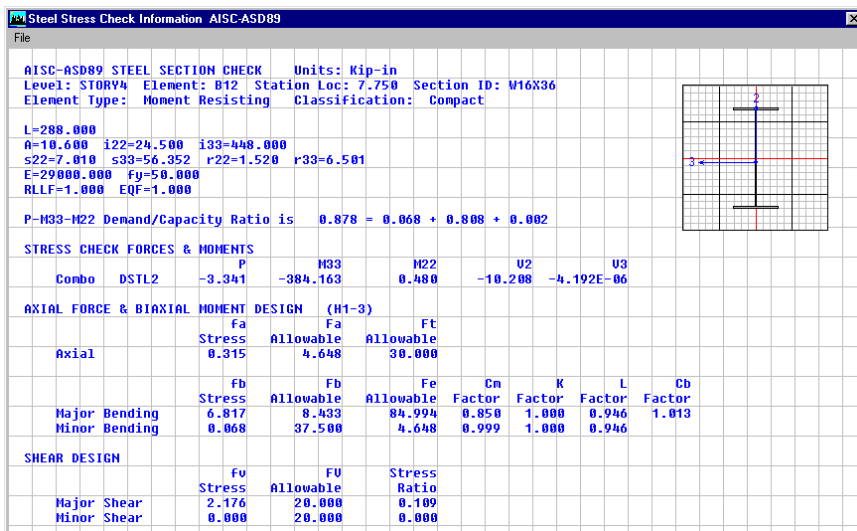 Steel Stress Check Information AISC-ASD89
File
AISC-ASD89 STEEL SECTION CHECK Units: Kip-in
Level: STORY4 Element: B12 Station Loc: 7.750 Section ID: W16X36
Element Type: Moment Resisting Classification: Compact
L=288.000
A=10.600 i22=24.500 i33=448.000
s22=7.010 s33=56.352 r22=1.520 r33=6.501
E=29000.000 fy=50.000
RLLF=1.000 EQF=1.000
P-M33-M22 Demand/Capacity Ratio is 0.878 = 0.068 + 0.808 + 0.002
2
3
STRESS CHECK FORCES & MOMENTS
P M33 M22 V2 V3
Combo DSTL2 -3.341 -384.163 0.480 -10.208 -4.192E-06
AXIAL FORCE & BIAXIAL MOMENT DESIGN (H1-3)
fa Fa Ft
Stress Allowable Allowable
Axial 0.315 4.648 30.000
fb Fb Fe Cm K L Cb
Stress Allowable Allowable Factor Factor Factor Factor
Major Bending 6.817 8.433 84.994 0.850 1.000 0.946 1.013
Minor Bending 0.068 37.500 4.648 0.999 1.000 0.946
SHEAR DESIGN
fv FV Stress
Stress Allowable Ratio
Major Shear 2.176 20.000 0.109
Minor Shear 0.000 20.000 0.000